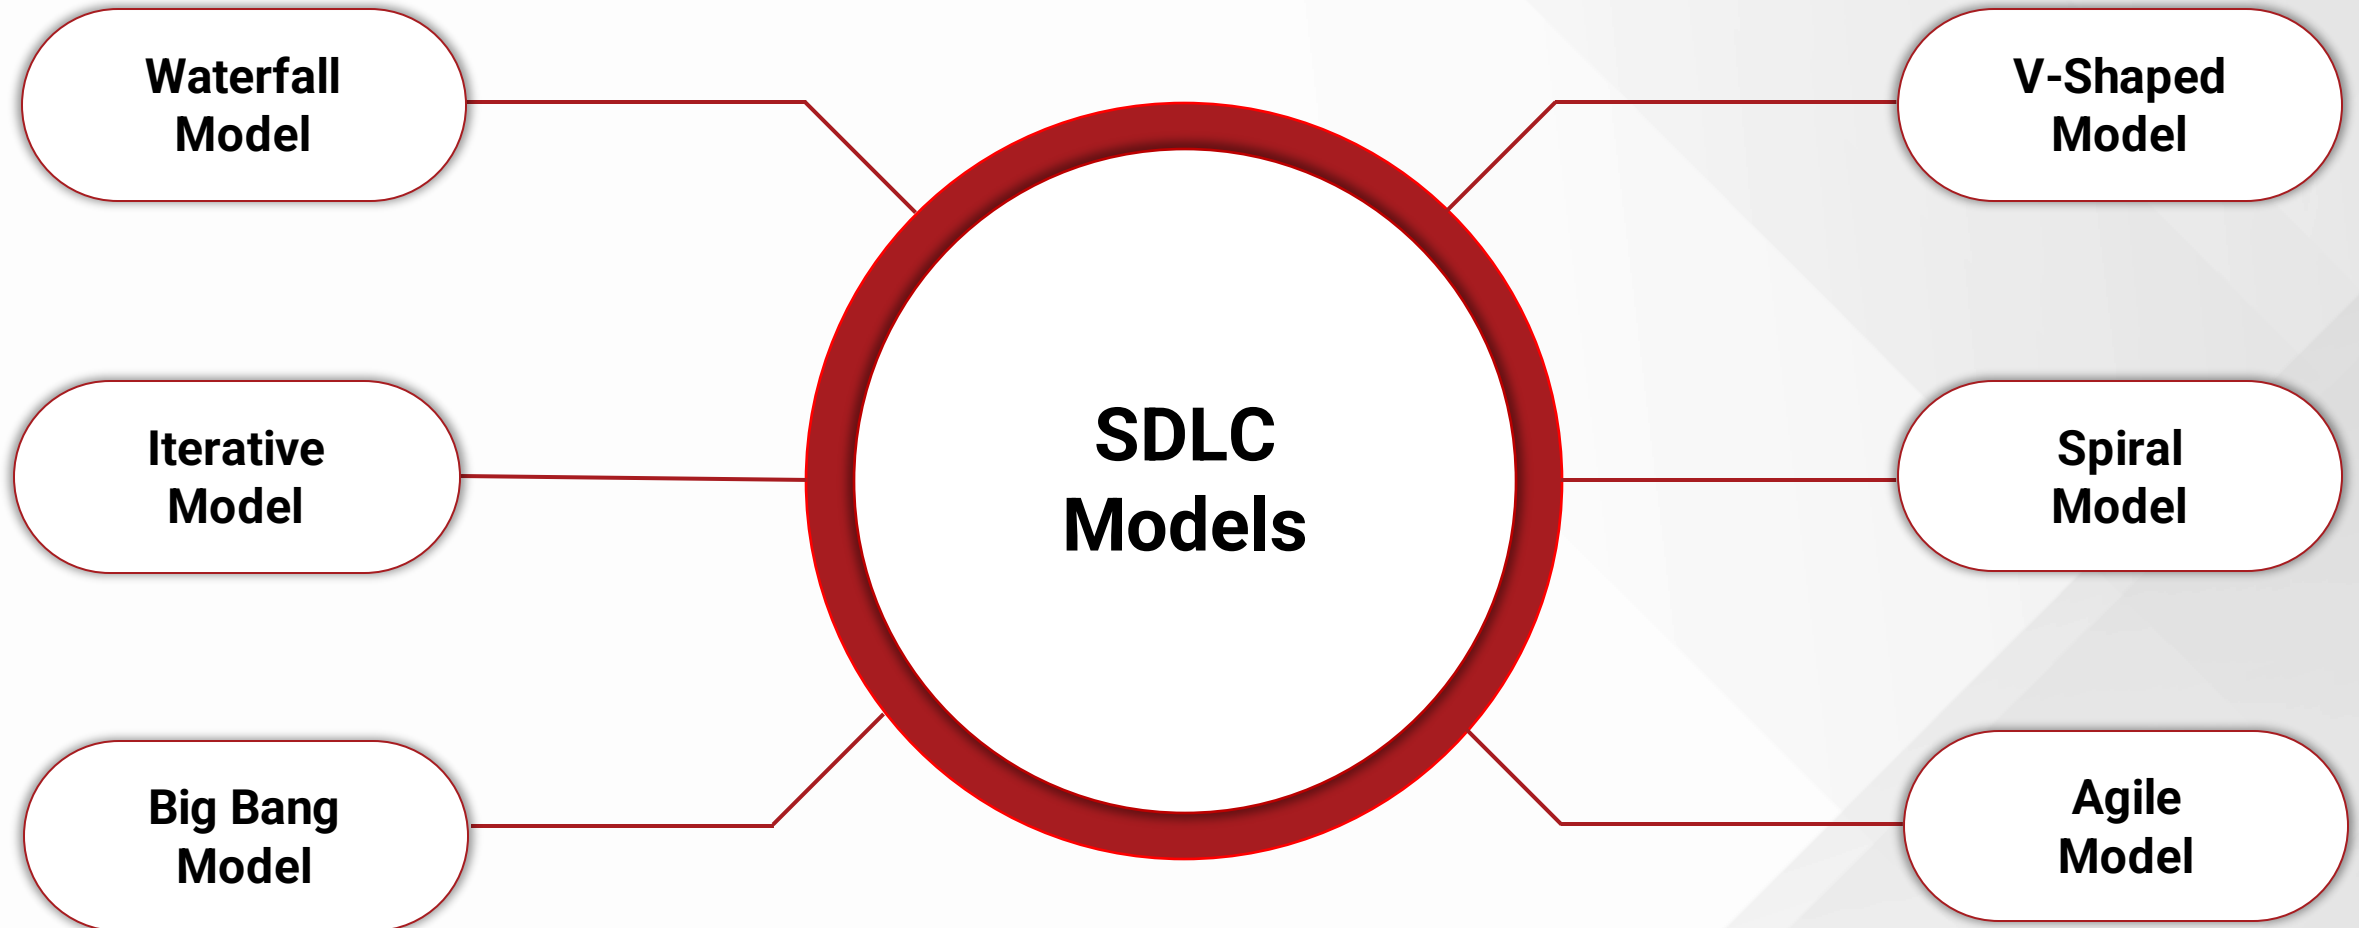 Waterfall
Model
V-Shaped
Model
Iterative
Model
SDLC
Models
Spiral
Model
Big Bang
Model
Agile
Model